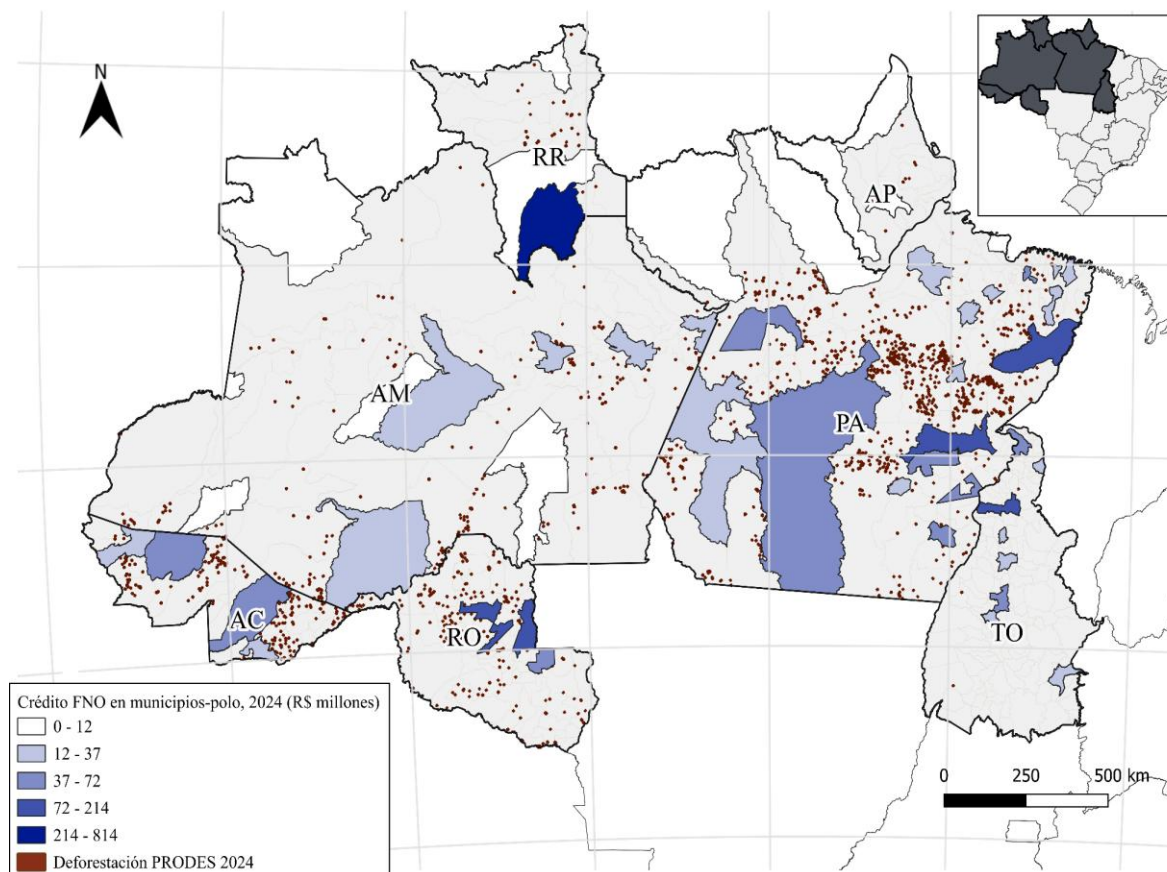 N
RR
AP
AM
PA
AC
RO
TO
Crédito FNO en municipios-polo, 2024 (R$ millones)
0 - 12
12 - 37
37 - 72
72 - 214
214 - 814
Deforestación PRODES 2024
0 250 500 km